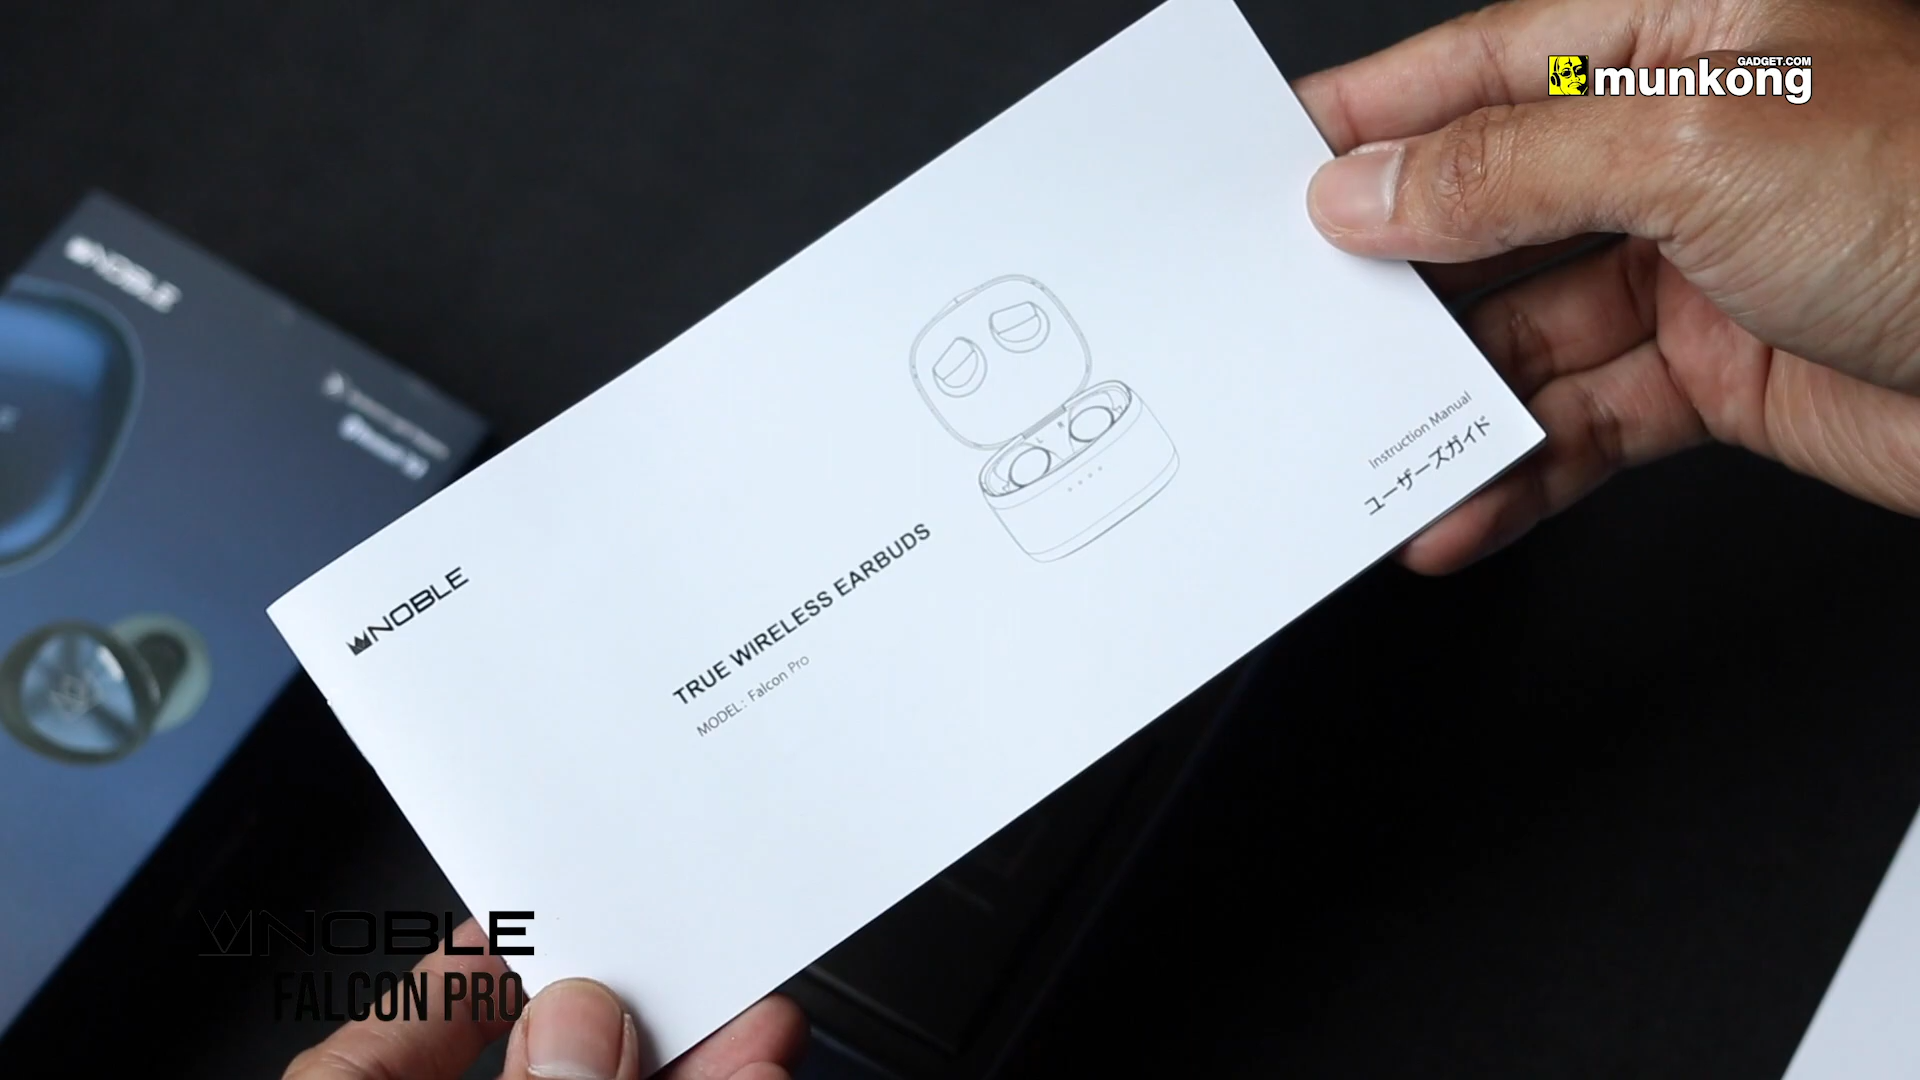 GADGET.COM
munkong
NOBLE
NOBLE
TRUE WIRELESS EARBUDS
MODEL: Falcon Pro
L R
Instruction Manual
ユーザーズガイド
NOBLE
FALCON PRO